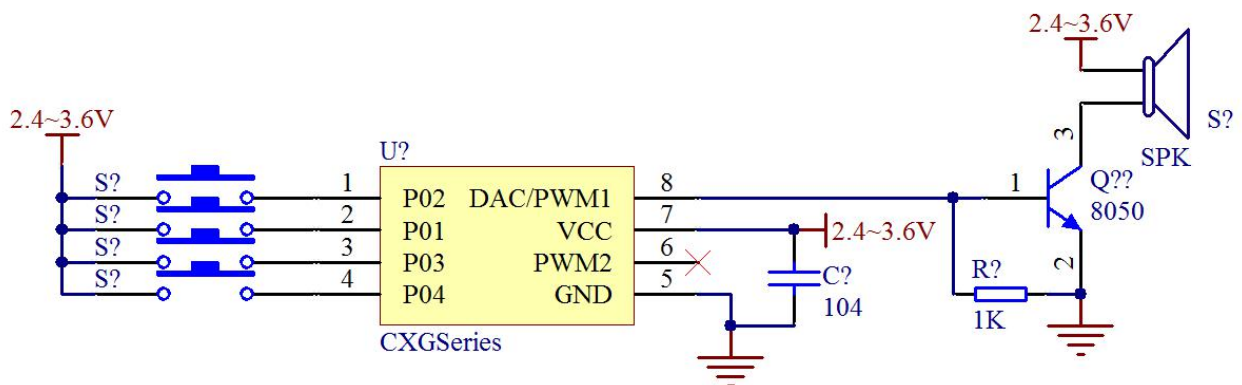 2.4~3.6V
2.4~3.6V
S?
SPK
U?
S? 1 P02 DAC/PWM1 8 1 3 Q??
8050
S? 2 P01 VCC 7 2.4~3.6V
S? 3 P03 PWM2 6 C? R? 2
S? 4 P04 GND 5 104 1K
CXGSeries